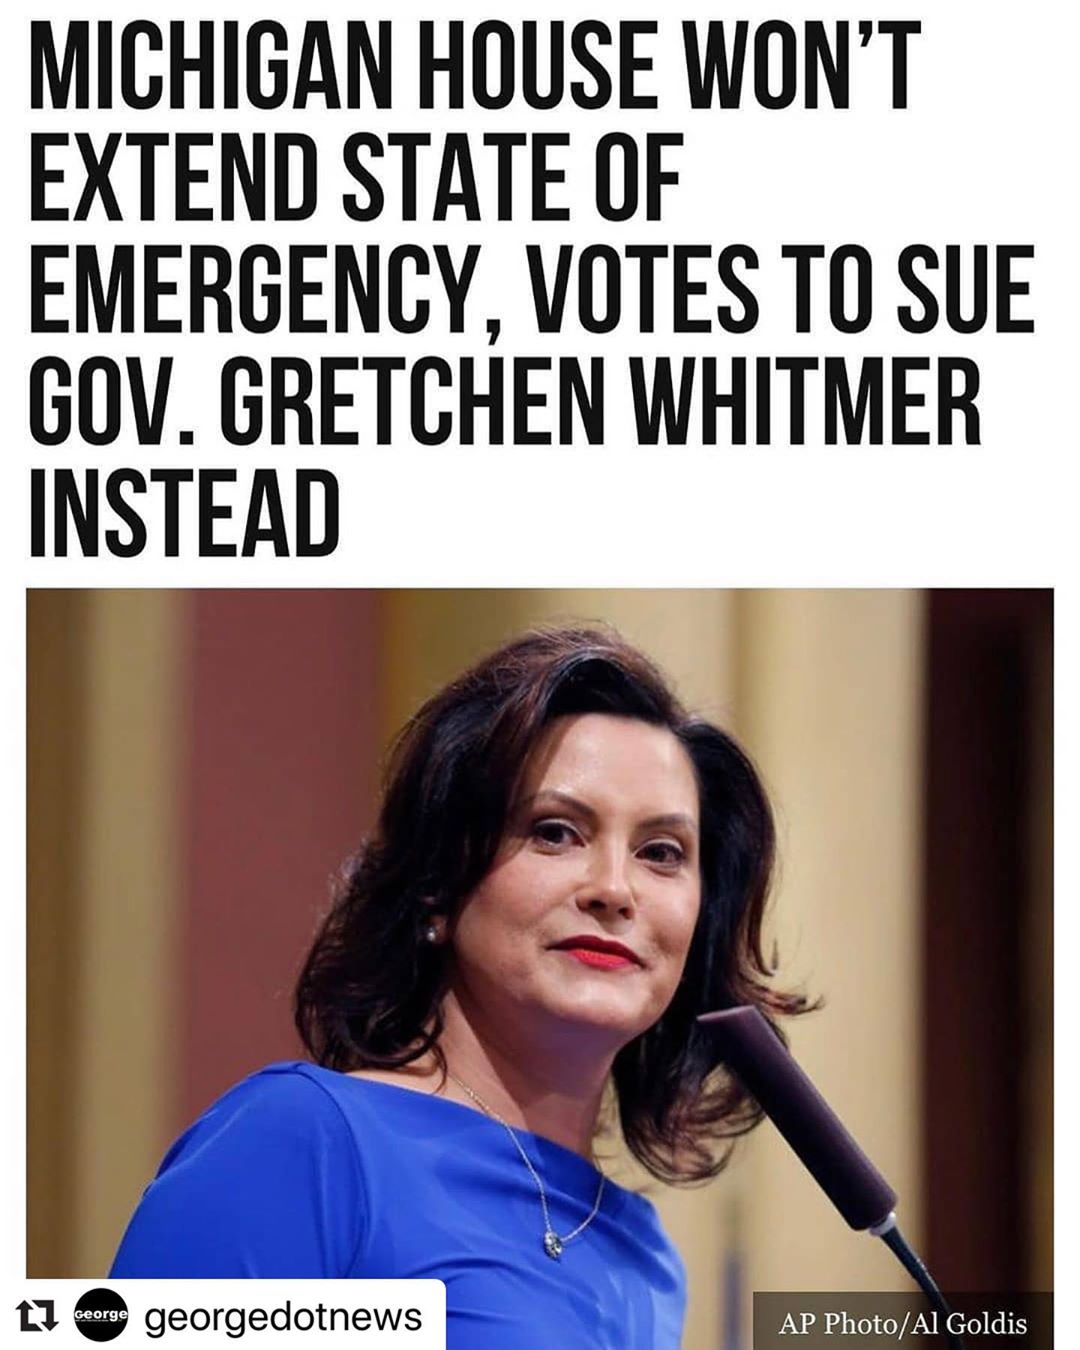 MICHIGAN HOUSE WON'T
EXTEND STATE OF
EMERGENCY, VOTES TO SUE
GOV. GRETCHEN WHITMER
INSTEAD
George
georgedotnews
AP Photo/Al Goldis